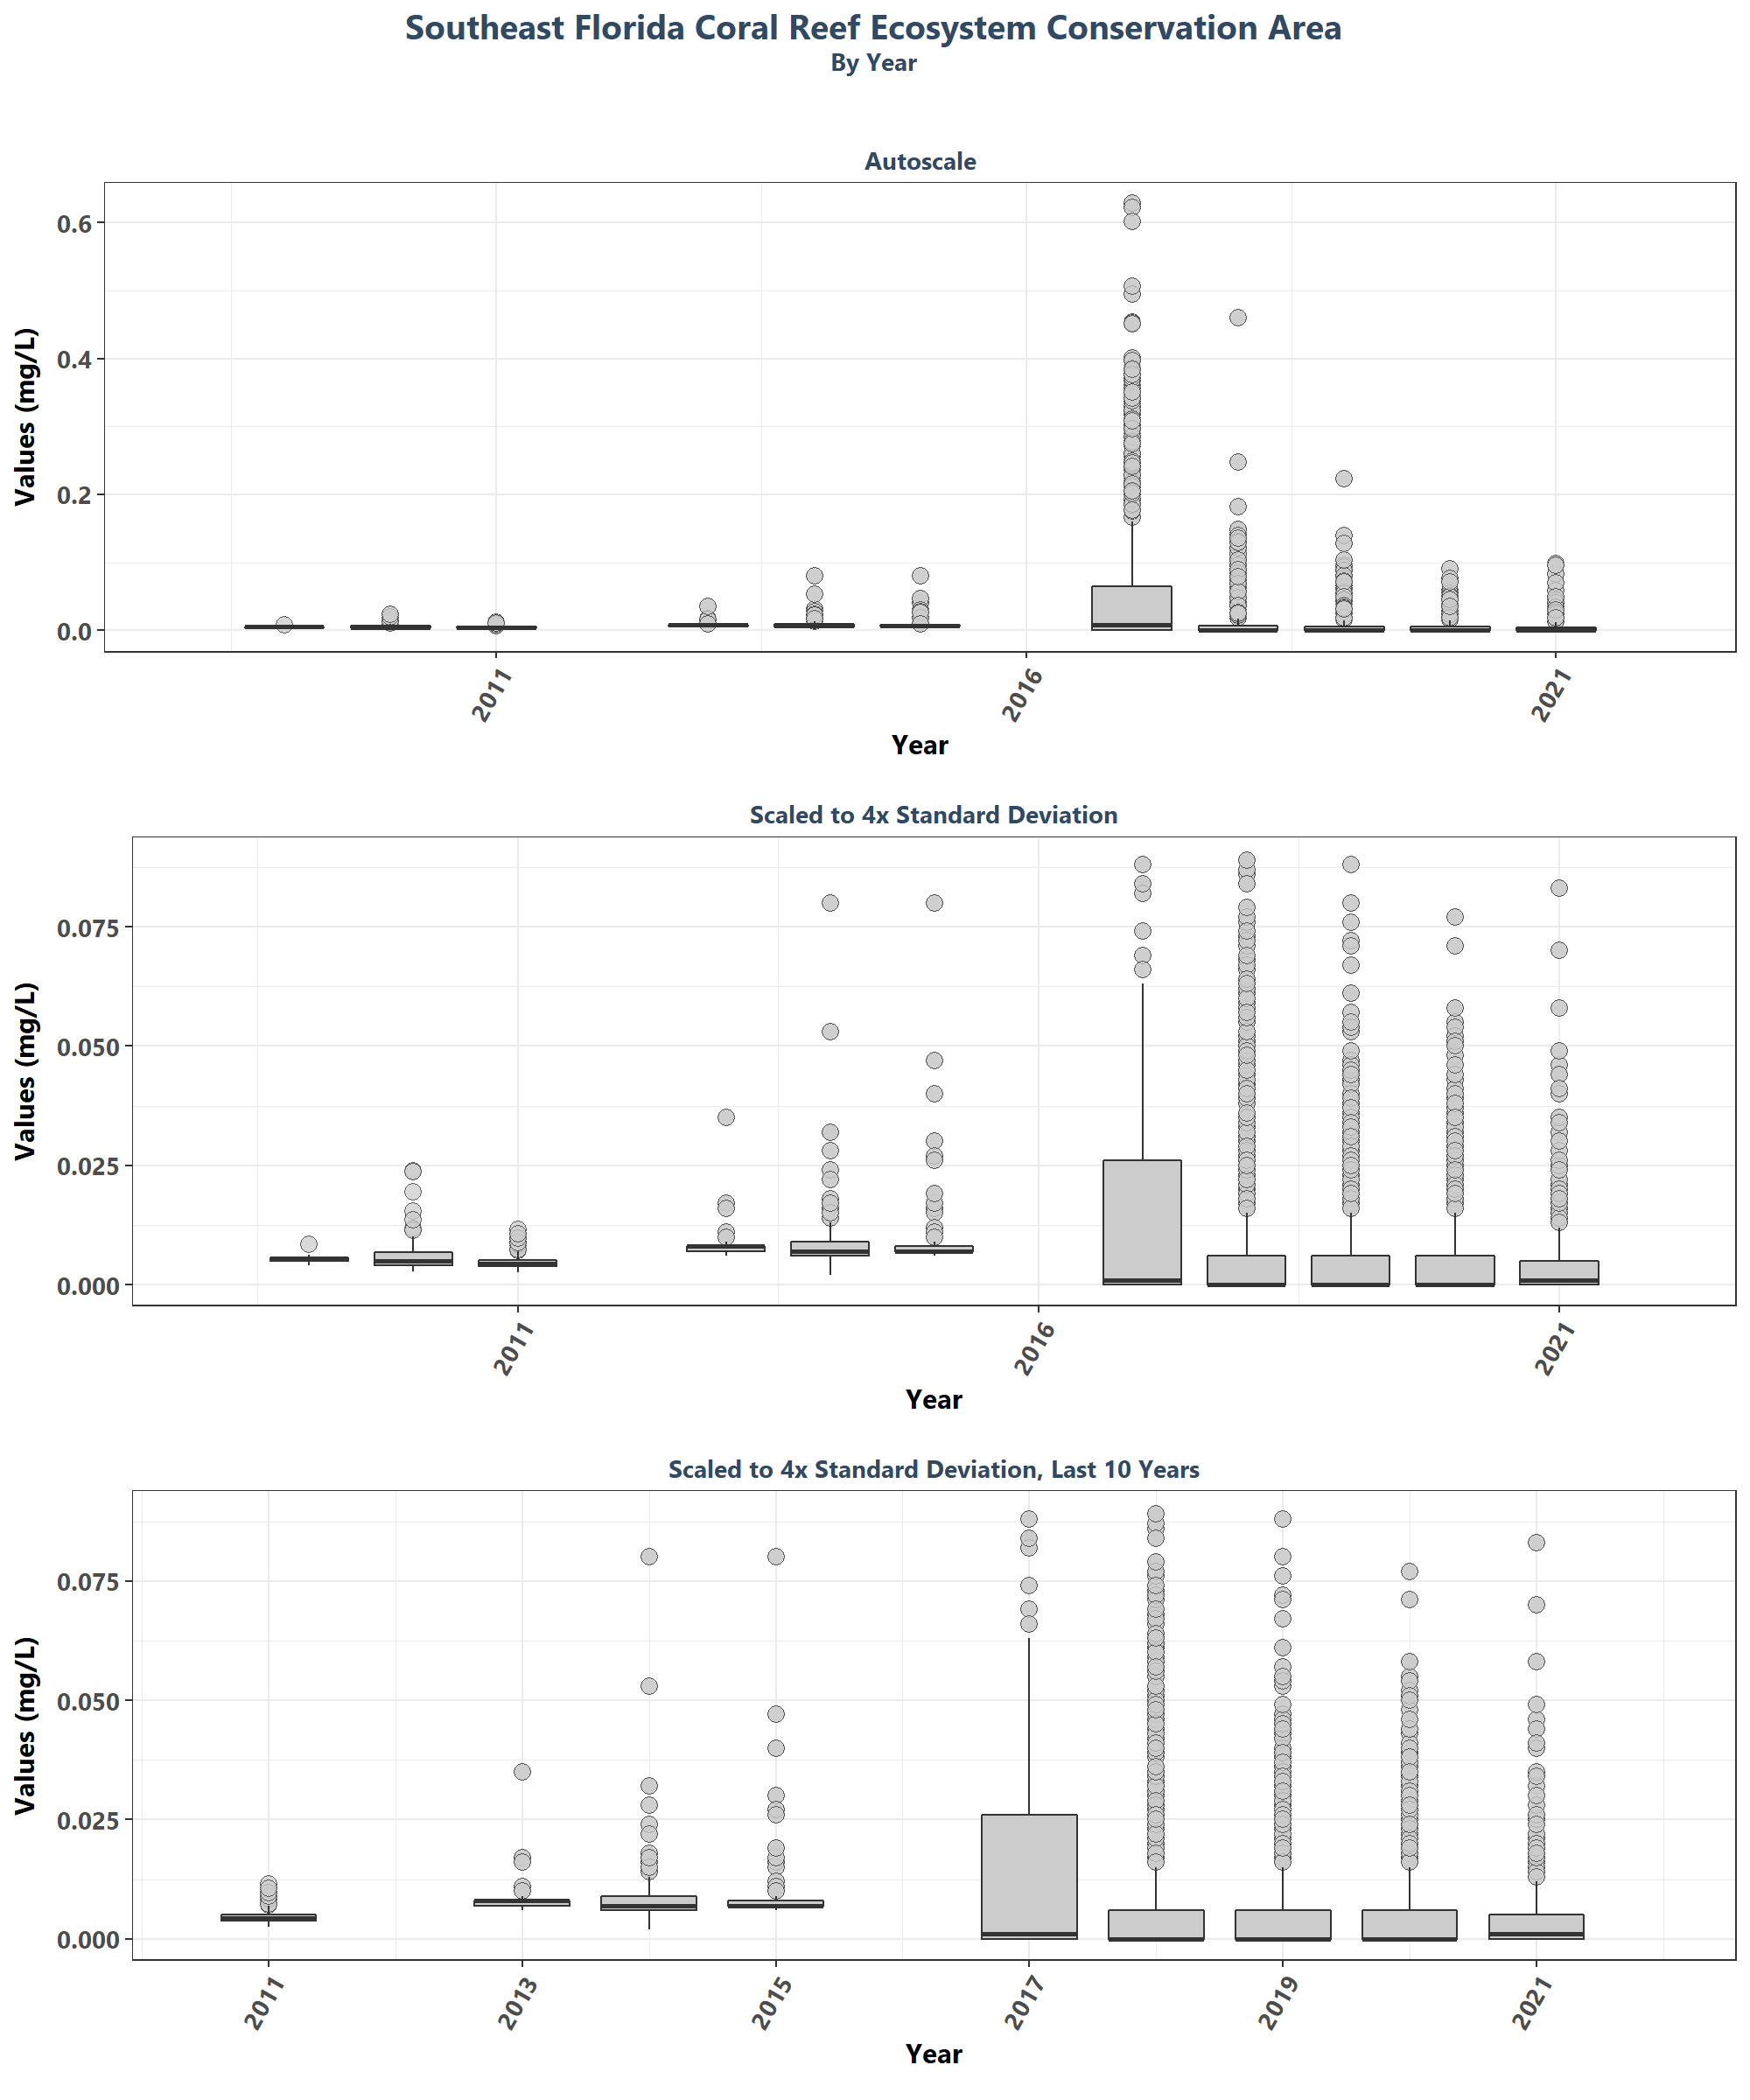 Southeast Florida Coral Reef Ecosystem Conservation Area
By Year
Autoscale
Values (mg/L)
0.6
0.4
0.2
0.0
2011
2016
2021
Year
Scaled to 4x Standard Deviation
Values (mg/L)
0.075
0.050
0.025
0.000
2011
2016
2021
Year
Scaled to 4x Standard Deviation, Last 10 Years
Values (mg/L)
0.075
0.050
0.025
0.000
2011
2013
2015
2017
2019
2021
Year